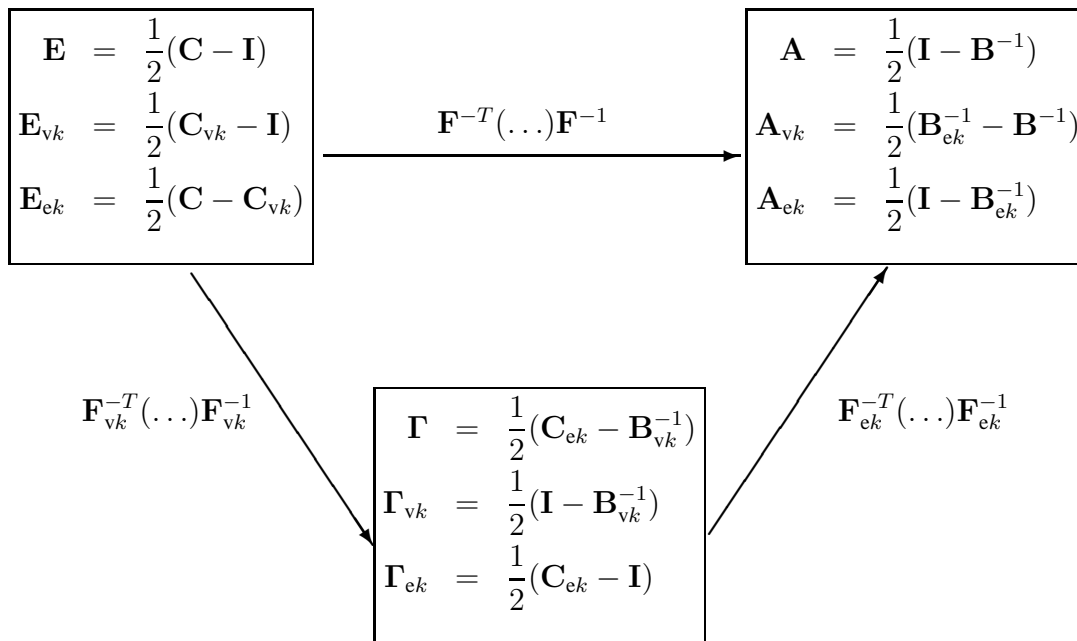 E = 1/2(C − I)
E_vk = 1/2(C_vk − I)
E_ek = 1/2(C − C_vk)
F^−T(...)F^−1
A = 1/2(I − B^−1)
A_vk = 1/2(B_ek^−1 − B^−1)
A_ek = 1/2(I − B_ek^−1)
F_vk^−T(...)F_vk^−1
Γ = 1/2(C_ek − B_vk^−1)
Γ_vk = 1/2(I − B_vk^−1)
Γ_ek = 1/2(C_ek − I)
F_ek^−T(...)F_ek^−1